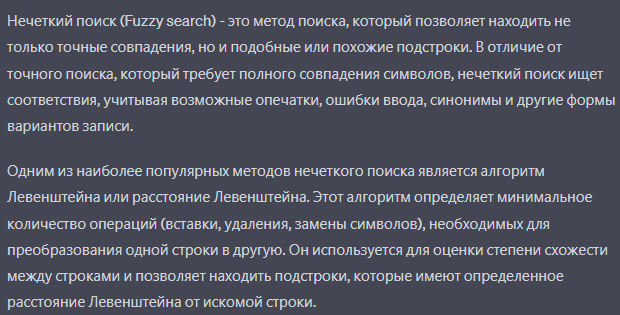 Нечеткий поиск (Fuzzy search) - это метод поиска, который позволяет находить не
только точные совпадения, но и подобные или похожие подстроки. В отличие от
точного поиска, который требует полного совпадения символов, нечеткий поиск ищет
соответствия, учитывая возможные опечатки, ошибки ввода, синонимы и другие формы
вариантов записи.
Одним из наиболее популярных методов нечеткого поиска является алгоритм
Левенштейна или расстояние Левенштейна. Этот алгоритм определяет минимальное
количество операций (вставки, удаления, замены символов), необходимых для
преобразования одной строки в другую. Он используется для оценки степени схожести
между строками и позволяет находить подстроки, которые имеют определенное
расстояние Левенштейна от искомой строки.